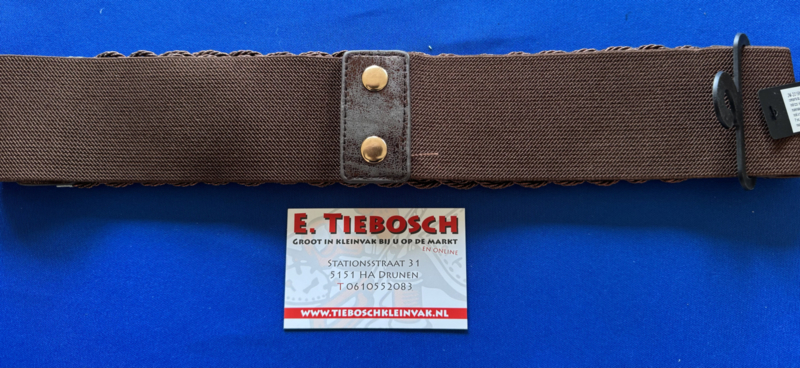 E. TIEBOSCH
GROOT IN KLEINVAK BIJ U OP DE MARKT
EN ONLINE
STATIONSSTRAAT 31
5151 HA DRUNEN
T 0610552083
WWW.TIEBOSCHKLEINVAK.NL